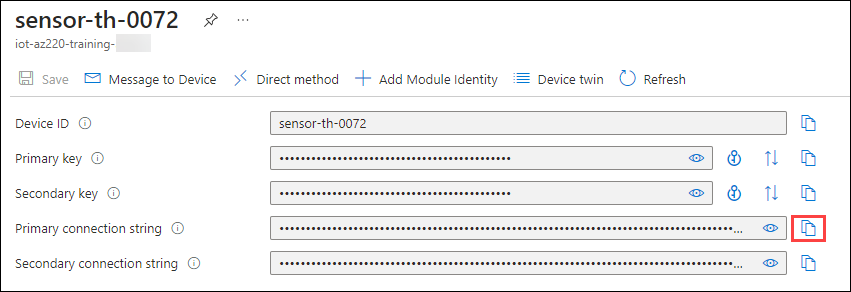 sensor-th-0072 ...
iot-az220-training-
Save Message to Device Direct method Add Module Identity Device twin Refresh
Device ID sensor-th-0072
Primary key ••••••••••••••••••••••••••••••••••••••••••••
Secondary key ••••••••••••••••••••••••••••••••••••••••••••
Primary connection string •••••••••••••••••••••••••••••••••••••••••••••••••••••••••••••••••••••••••••••••••••••...
Secondary connection string •••••••••••••••••••••••••••••••••••••••••••••••••••••••••••••••••••••••••••••••••••••...